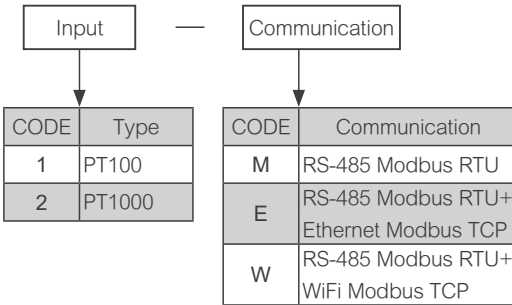 Input — Communication
CODE Type
1 PT100
2 PT1000
CODE Communication
M RS-485 Modbus RTU
E RS-485 Modbus RTU+
Ethernet Modbus TCP
W RS-485 Modbus RTU+
WiFi Modbus TCP